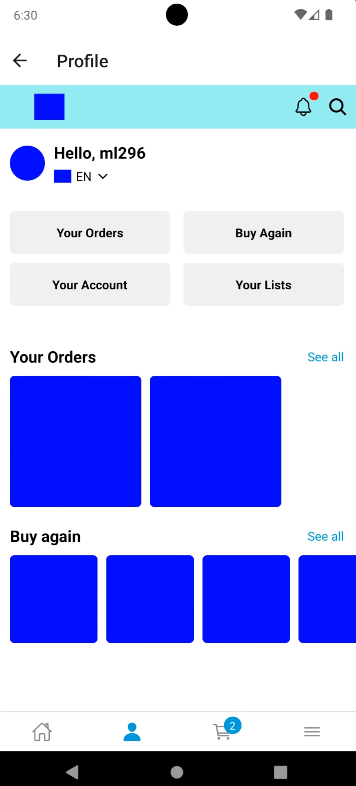 6:30
Profile
Hello, ml296
EN
Your Orders
Buy Again
Your Account
Your Lists
Your Orders See all
Buy again See all
2